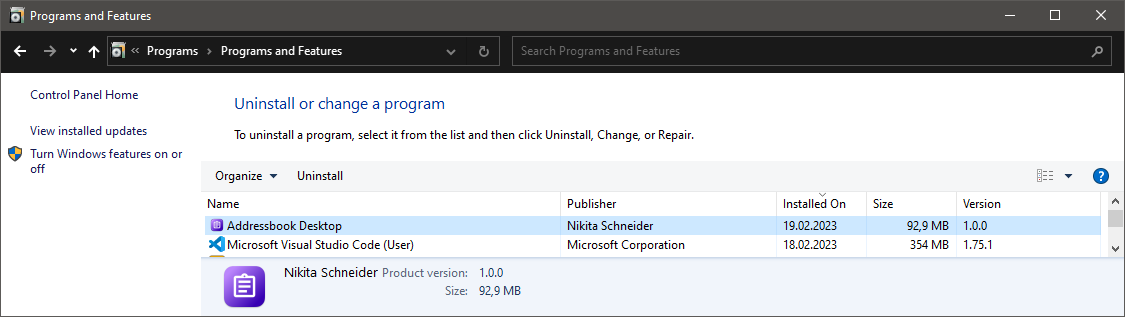 Programs and Features
« Programs > Programs and Features
Search Programs and Features
Control Panel Home
View installed updates
Turn Windows features on or
off
Uninstall or change a program
To uninstall a program, select it from the list and then click Uninstall, Change, or Repair.
Organize Uninstall
Name Publisher Installed On Size Version
Addressbook Desktop Nikita Schneider 19.02.2023 92,9 MB 1.0.0
Microsoft Visual Studio Code (User) Microsoft Corporation 18.02.2023 354 MB 1.75.1
Nikita Schneider Product version: 1.0.0
Size: 92,9 MB